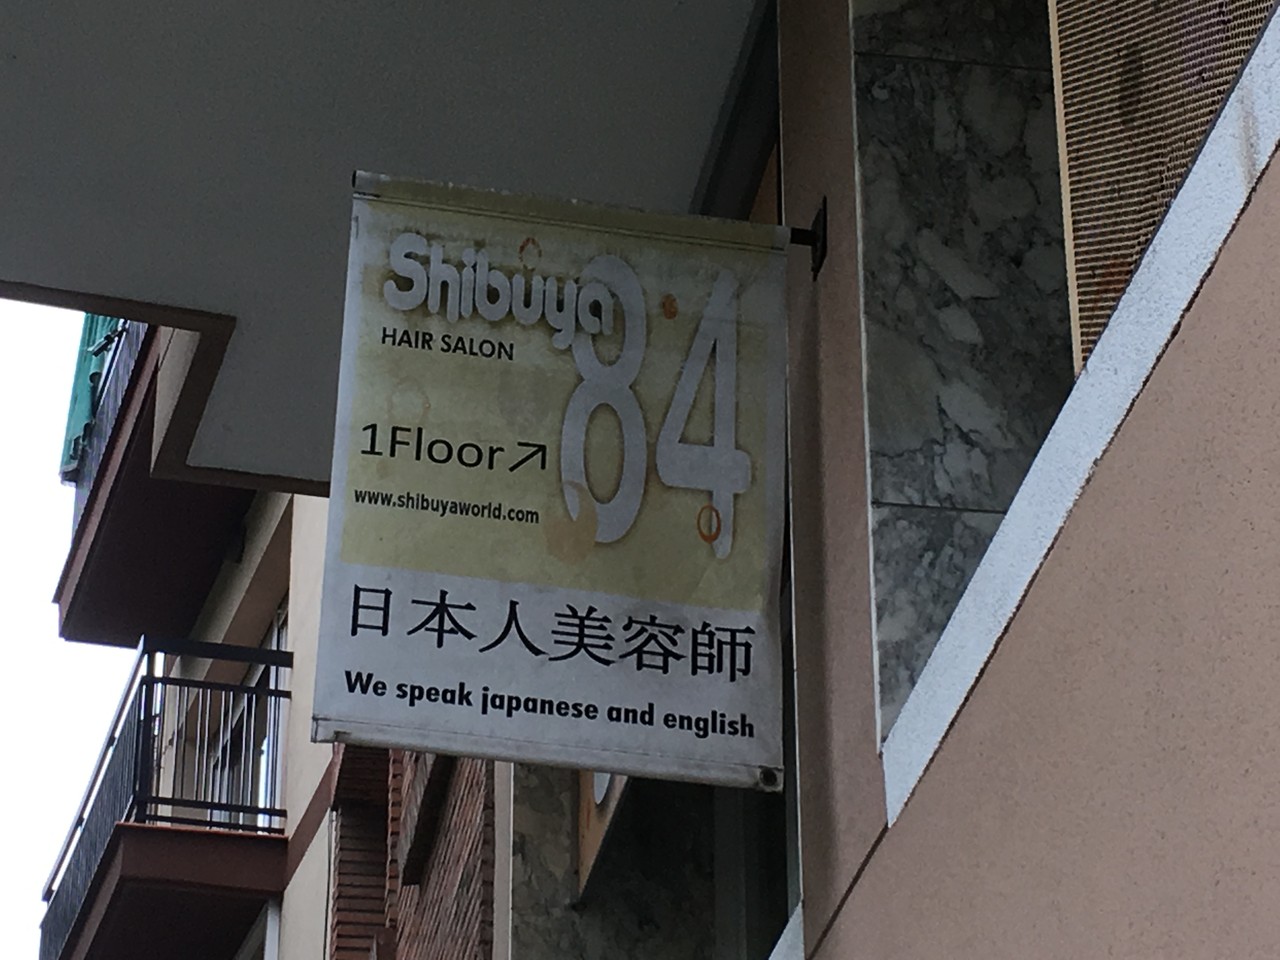 Shibuya 84
HAIR SALON
1Floor↗
www.shibuyaworld.com
日本人美容師
We speak japanese and english